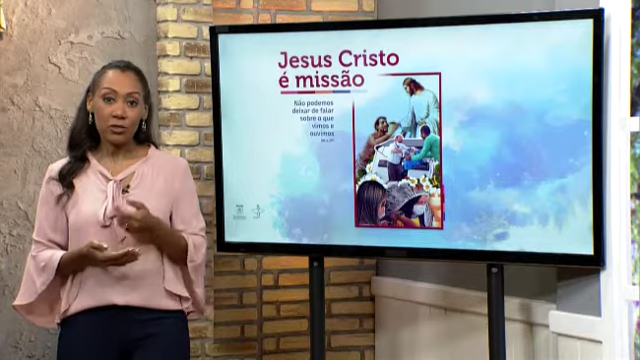 Jesus Cristo
é missão
Não podemos
deixar de falar
sobre o que
vimos e
ouvimos